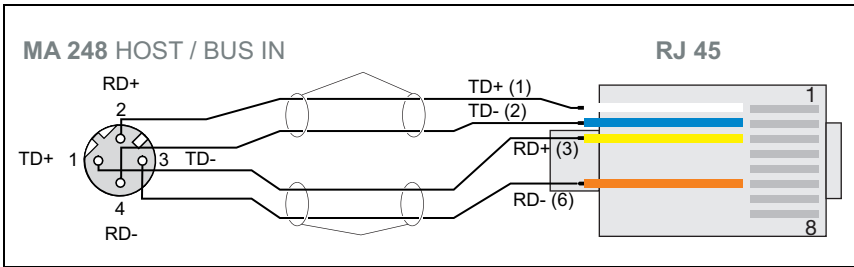 MA 248 HOST / BUS IN
RJ 45
RD+
2
TD+ 1
3 TD-
4
RD-
TD+ (1)
TD- (2)
RD+ (3)
RD- (6)
1
8